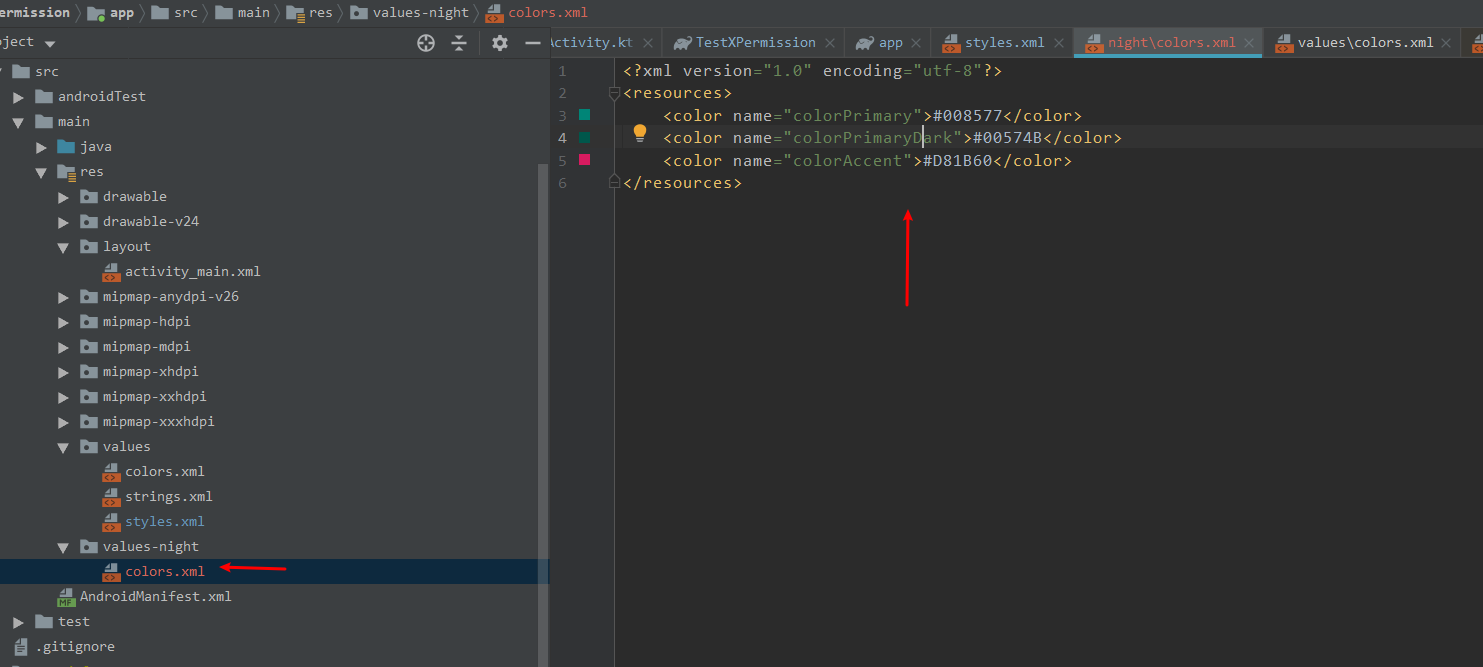 ermission app src main res values-night colors.xml
oject
Activity.kt TestXPermission app styles.xml night\colors.xml values\colors.xml
src
androidTest
main
java
res
drawable
drawable-v24
layout
activity_main.xml
mipmap-anydpi-v26
mipmap-hdpi
mipmap-mdpi
mipmap-xhdpi
mipmap-xxhdpi
mipmap-xxxhdpi
values
colors.xml
strings.xml
styles.xml
values-night
colors.xml
AndroidManifest.xml
test
.gitignore
1 <?xml version="1.0" encoding="utf-8"?>
2 <resources>
3 <color name="colorPrimary">#008577</color>
4 <color name="colorPrimaryDark">#00574B</color>
5 <color name="colorAccent">#D81B60</color>
6 </resources>